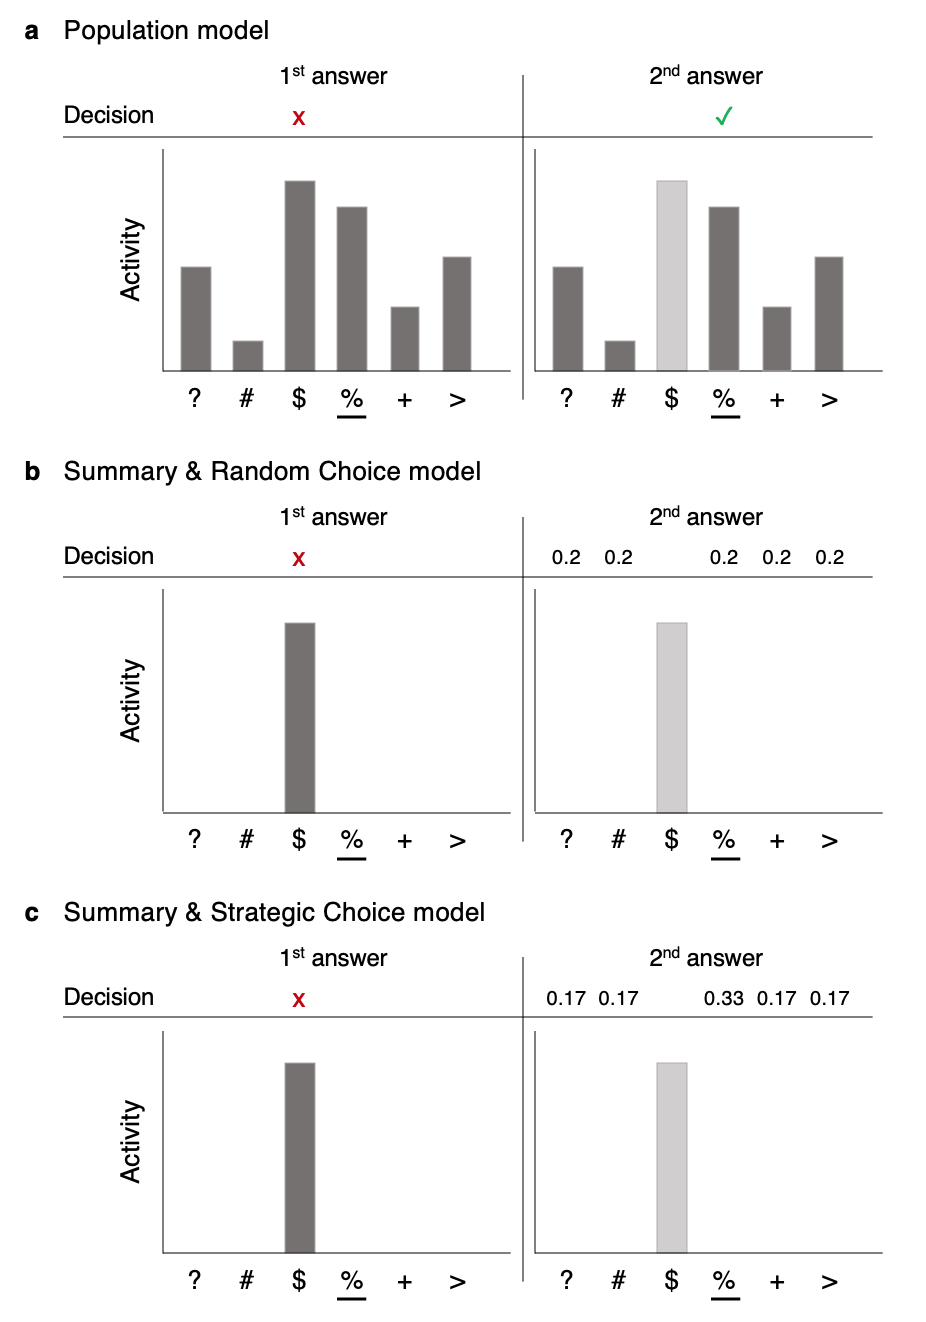 a Population model
1st answer 2nd answer
Decision x ✓
Activity
? # $ % + > ? # $ % + >
b Summary & Random Choice model
1st answer 2nd answer
Decision x 0.2 0.2 0.2 0.2 0.2
Activity
? # $ % + > ? # $ % + >
c Summary & Strategic Choice model
1st answer 2nd answer
Decision x 0.17 0.17 0.33 0.17 0.17
Activity
? # $ % + > ? # $ % + >